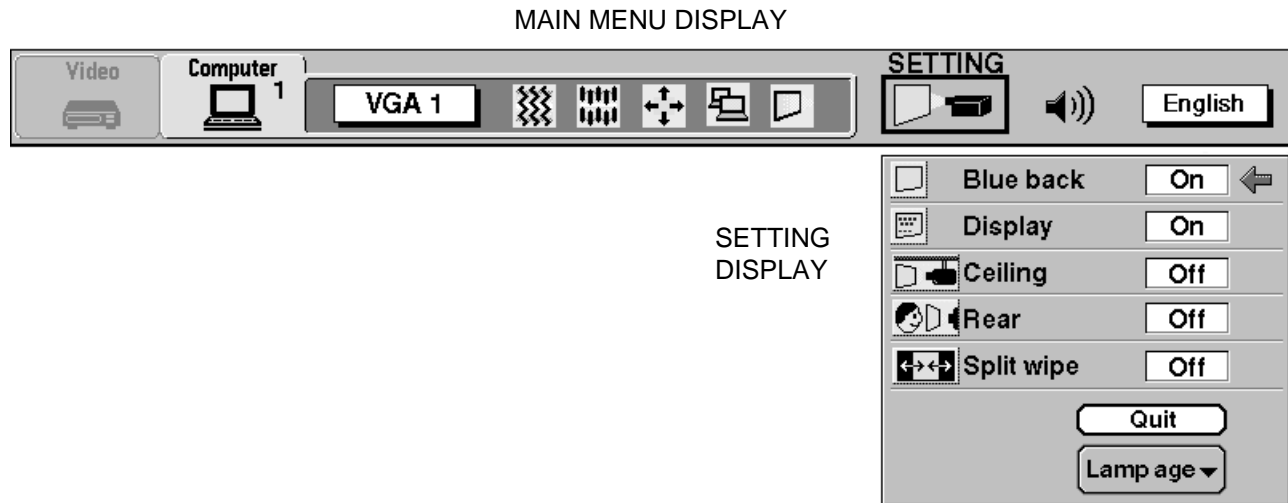 MAIN MENU DISPLAY
SETTING
Video
Computer
1
VGA 1
English
Blue back On
Display On
SETTING
DISPLAY
Ceiling Off
Rear Off
Split wipe Off
Quit
Lamp age